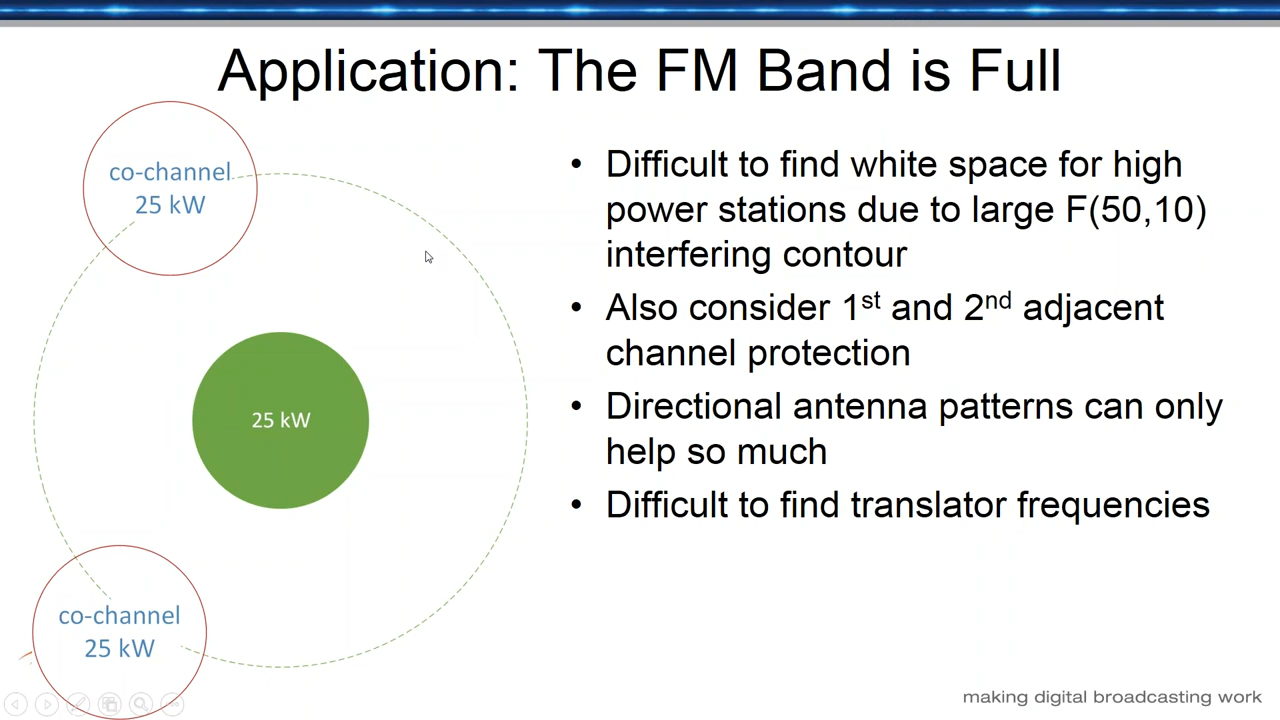 Application: The FM Band is Full
co-channel
25 kW
25 kW
co-channel
25 kW
• Difficult to find white space for high
power stations due to large F(50,10)
interfering contour
• Also consider 1st and 2nd adjacent
channel protection
• Directional antenna patterns can only
help so much
• Difficult to find translator frequencies
making digital broadcasting work